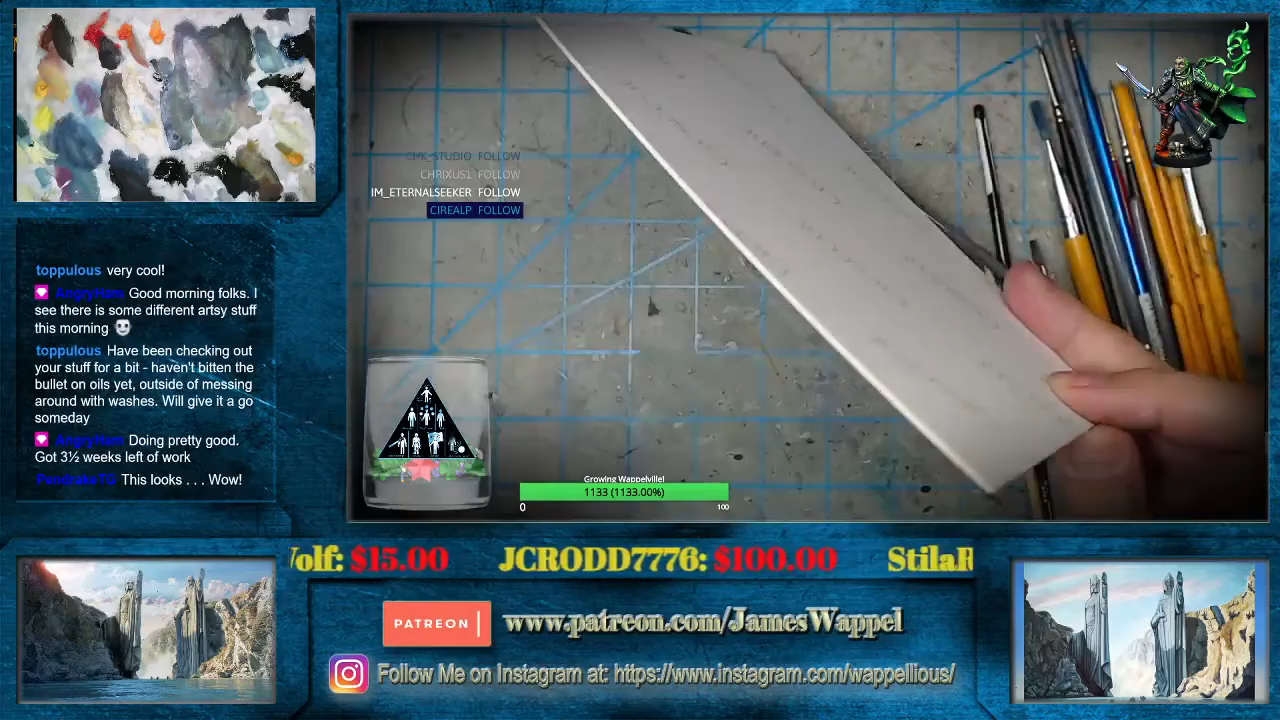 CHRIXUS1 FOLLOW
IM_ETERNALSEEKER FOLLOW
CIREALP FOLLOW
toppulous very cool!
AngryHam Good morning folks. I
see there is some different artsy stuff
this morning
toppulous Have been checking out
your stuff for a bit - haven't bitten the
bullet on oils yet, outside of messing
around with washes. Will give it a go
someday
AngryHam Doing pretty good.
Got 3½ weeks left of work
PendrakeTG This looks . . . Wow!
Growing Wappelville!
1133 (1133.00%)
0
100
$15.00 JCRODD7776: $100.00
PATREON
www.patreon.com/JamesWappel
Follow Me on Instagram at: https://www.instagram.com/wappellious/